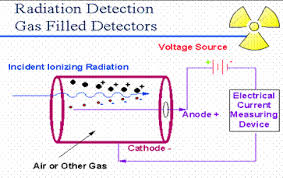 Radiation Detection
Gas Filled Detectors
Voltage Source
Incident Ionizing Radiation
+ -
Anode +
Electrical
Current
Measuring
Device
Cathode -
Air or Other Gas